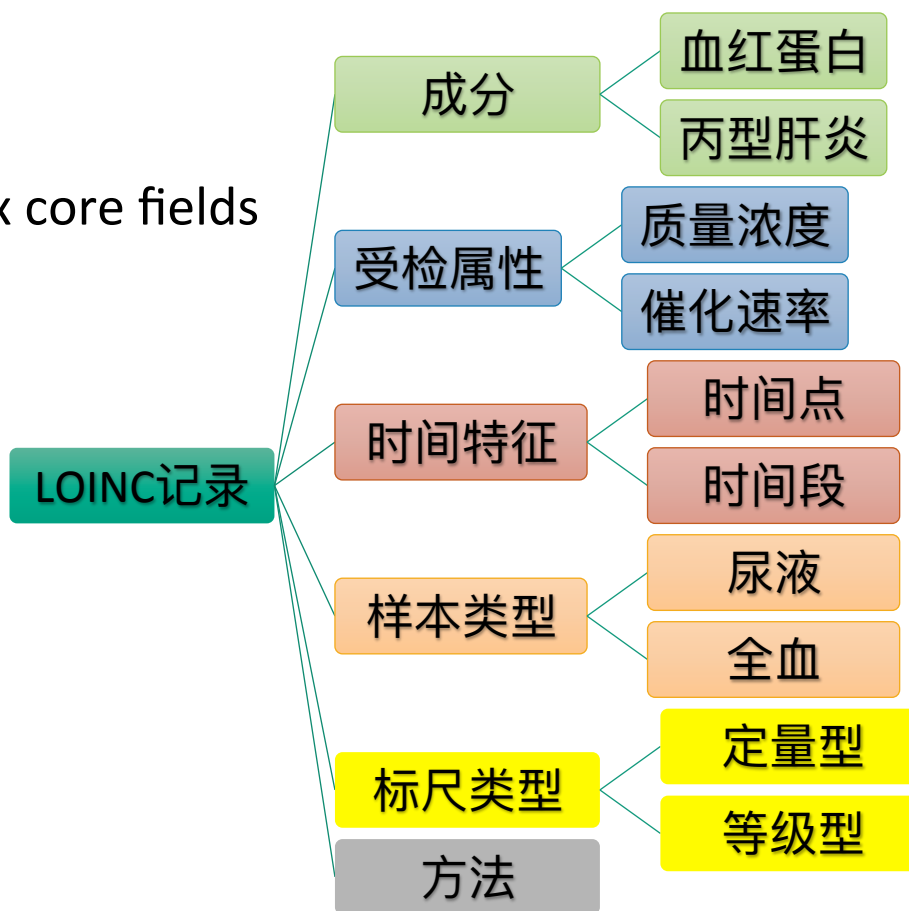 x core fields
LOINC记录
成分
血红蛋白
丙型肝炎
受检属性
质量浓度
催化速率
时间特征
时间点
时间段
样本类型
尿液
全血
标尺类型
定量型
等级型
方法